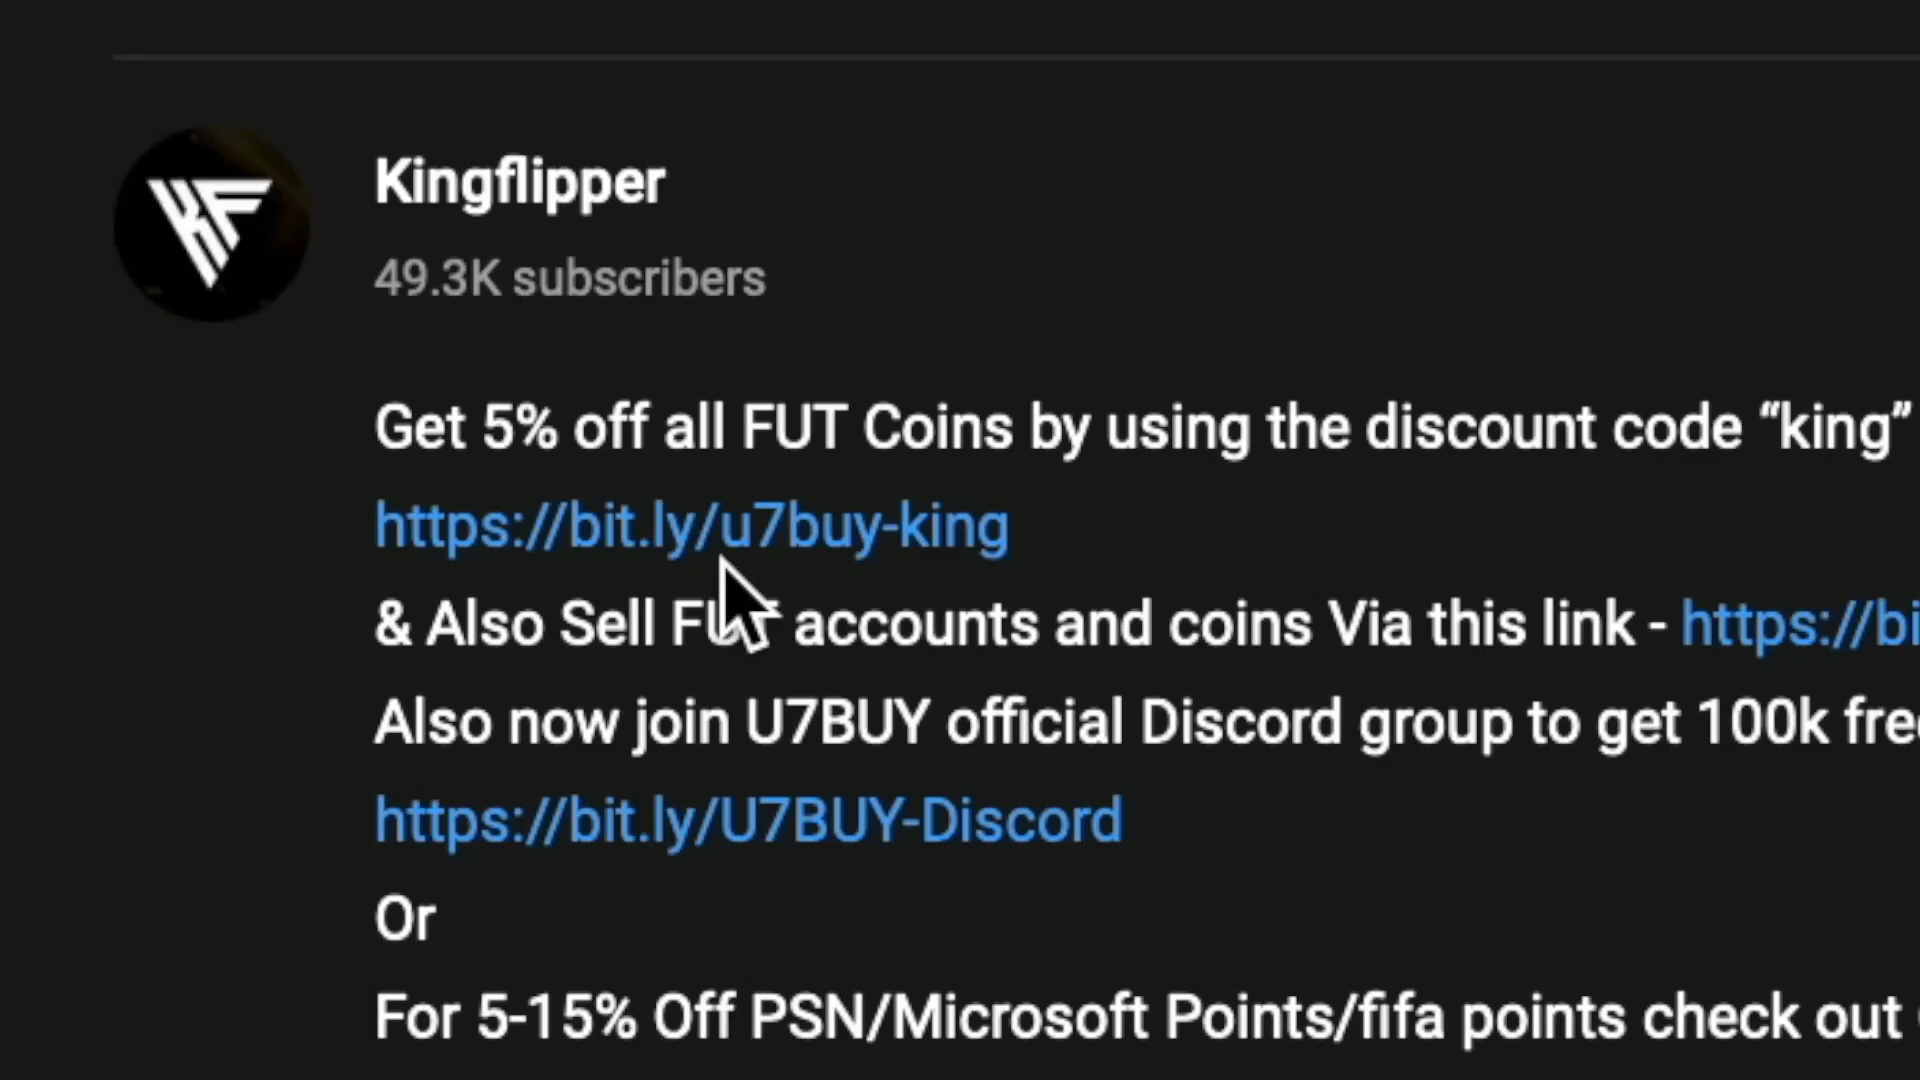 KF
Kingflipper
49.3K subscribers
Get 5% off all FUT Coins by using the discount code “king”
https://bit.ly/u7buy-king
& Also Sell FUT accounts and coins Via this link - https://bi
Also now join U7BUY official Discord group to get 100k fre
https://bit.ly/U7BUY-Discord
Or
For 5-15% Off PSN/Microsoft Points/fifa points check out